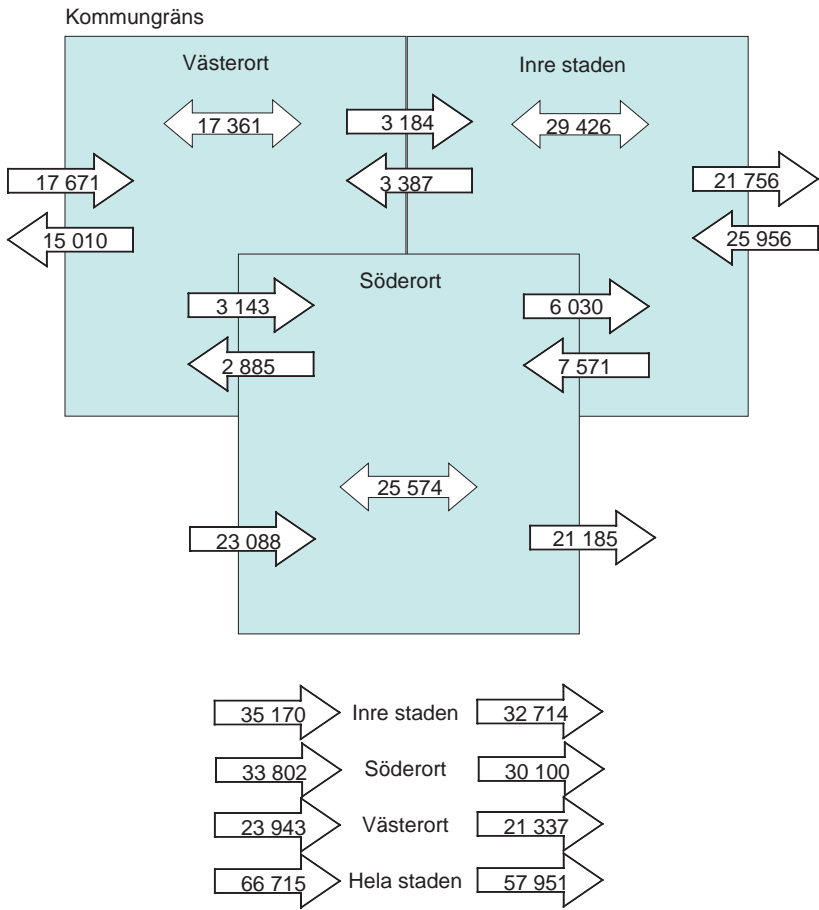 Kommungräns
Västerort Inre staden
17 361 3 184 29 426
17 671 3 387 21 756
15 010 25 956
Söderort
3 143 6 030
2 885 7 571
25 574
23 088 21 185
35 170 Inre staden 32 714
33 802 Söderort 30 100
23 943 Västerort 21 337
66 715 Hela staden 57 951